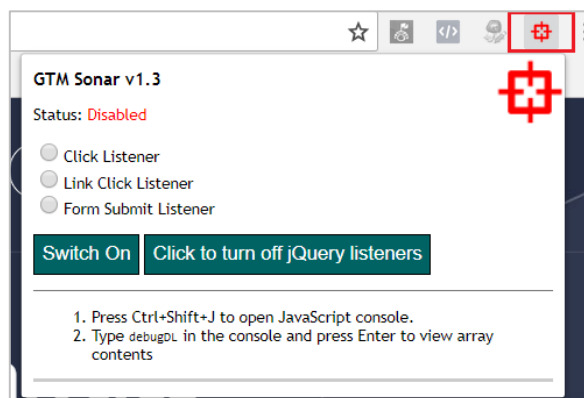 </>
GTM Sonar v1.3
Status: Disabled
Click Listener
Link Click Listener
Form Submit Listener
Switch On Click to turn off jQuery listeners
1. Press Ctrl+Shift+J to open JavaScript console.
2. Type debugDL in the console and press Enter to view array
contents